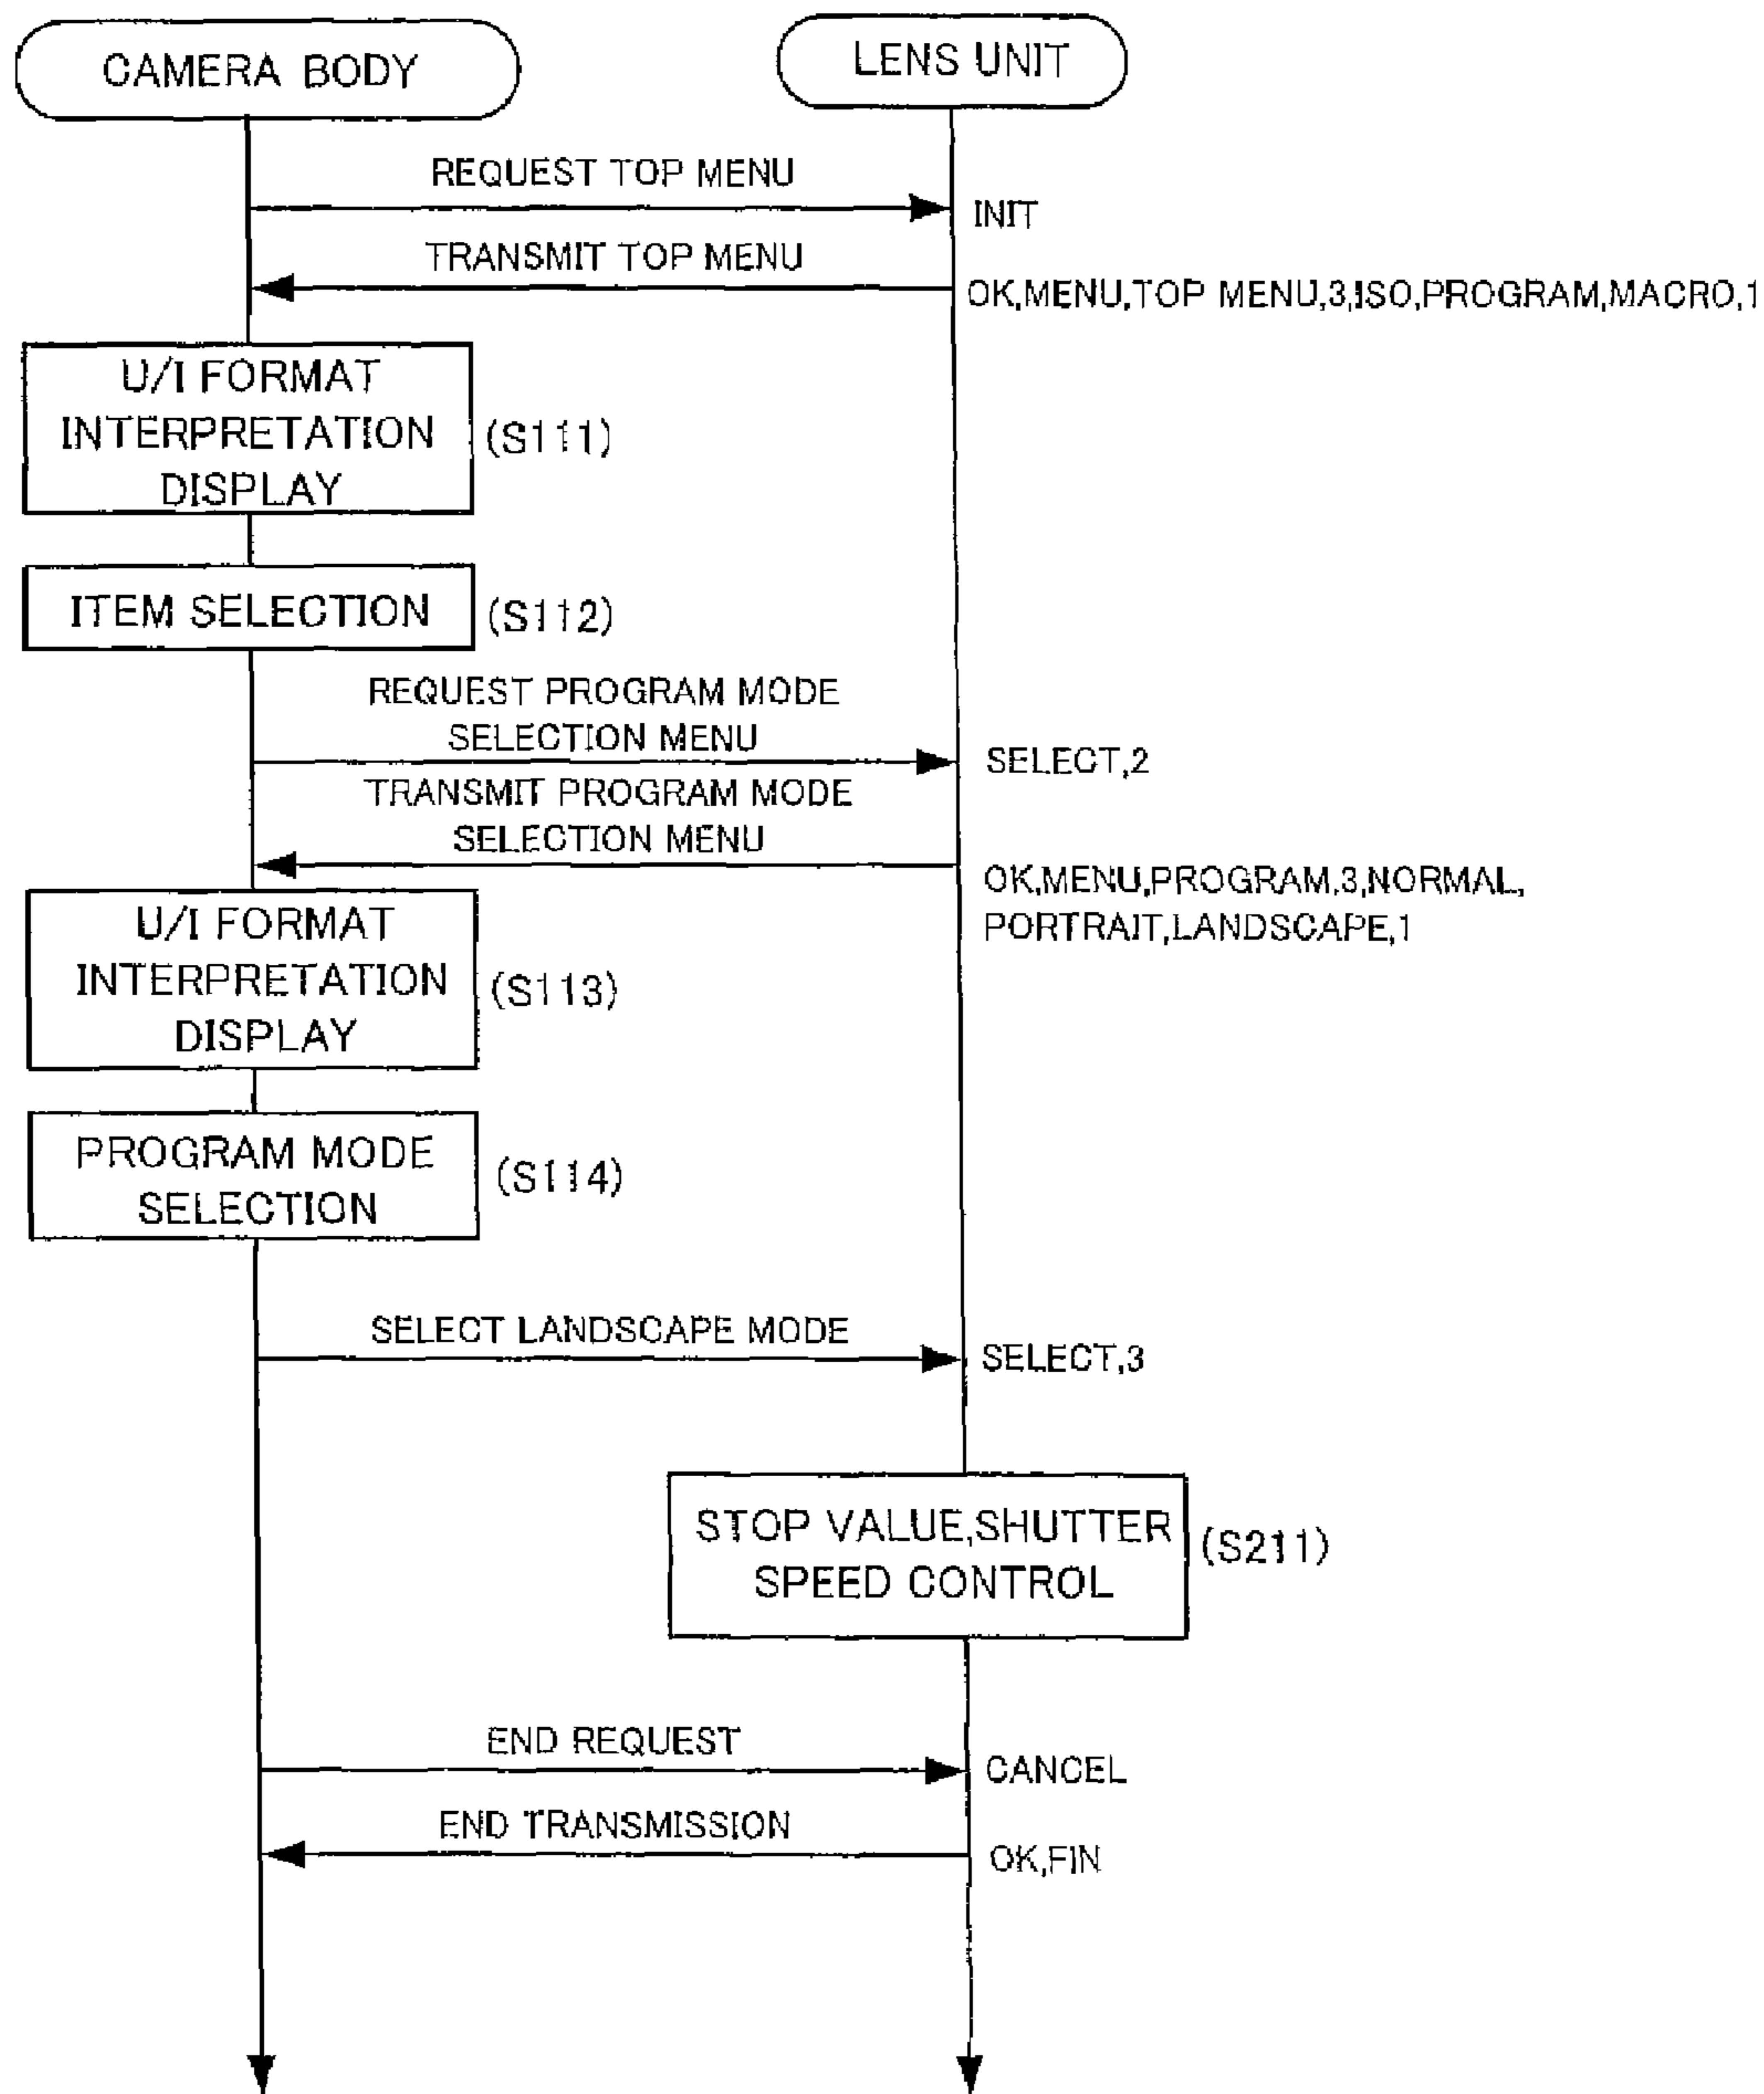 CAMERA BODY
LENS UNIT
REQUEST TOP MENU
INIT
TRANSMIT TOP MENU
OK,MENU,TOP MENU,3,ISO,PROGRAM,MACRO,1
U/I FORMAT
INTERPRETATION
DISPLAY
(S111)
ITEM SELECTION
(S112)
REQUEST PROGRAM MODE
SELECTION MENU
SELECT,2
TRANSMIT PROGRAM MODE
SELECTION MENU
OK,MENU,PROGRAM,3,NORMAL,
PORTRAIT,LANDSCAPE,1
U/I FORMAT
INTERPRETATION
DISPLAY
(S113)
PROGRAM MODE
SELECTION
(S114)
SELECT LANDSCAPE MODE
SELECT,3
STOP VALUE,SHUTTER
SPEED CONTROL
(S211)
END REQUEST
CANCEL
END TRANSMISSION
OK,FIN